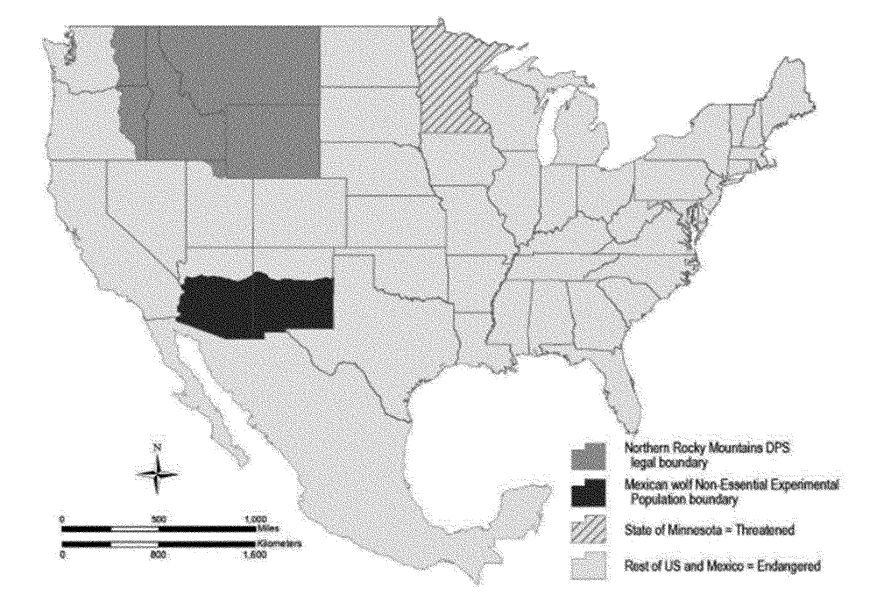 N
0 500 1,000
Miles
Kilometers
0 800 1,600
Northern Rocky Mountains DPS
legal boundary
Mexican wolf Non-Essential Experimental
Population boundary
State of Minnesota = Threatened
Rest of US and Mexico = Endangered